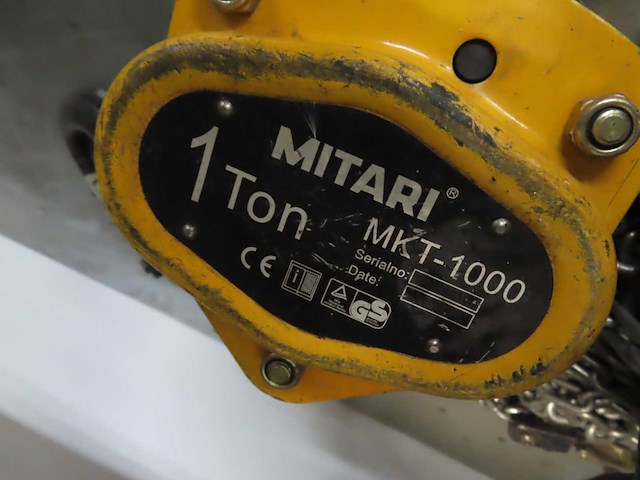 1 Ton
MITARI®
MKT-1000
Serialno:
Date:
CE
i
GS